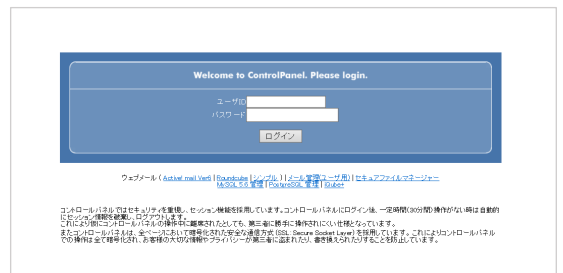 Welcome to ControlPanel. Please login.
ユーザID
パスワード
ログイン
ウェブメール ( Active! mail Ver6 | Roundcube | シンプル ) | メール管理(ユーザ用) | セキュアファイルマネージャー
MySQL 5.6 管理 | PostgreSQL 管理 |
コントロールパネルではセキュリティを重視し、セッション機能を採用しています。コントロールパネルにログイン後、一定時間(30分間)操作がない時は自動的
にセッション情報を破棄し、ログアウトします。
これにより仮にコントロールパネルの操作中に離席されたとしても、第三者に勝手に操作されにくい仕様となっています。
またコントロールパネルは、全ページにおいて暗号化された安全な通信方式 (SSL: Secure Socket Layer) を採用しています。これによりコントロールパネル
での操作は全て暗号化され、お客様の大切な情報やプライバシーが第三者に盗まれたり、書き換えられたりすることを防止しています。